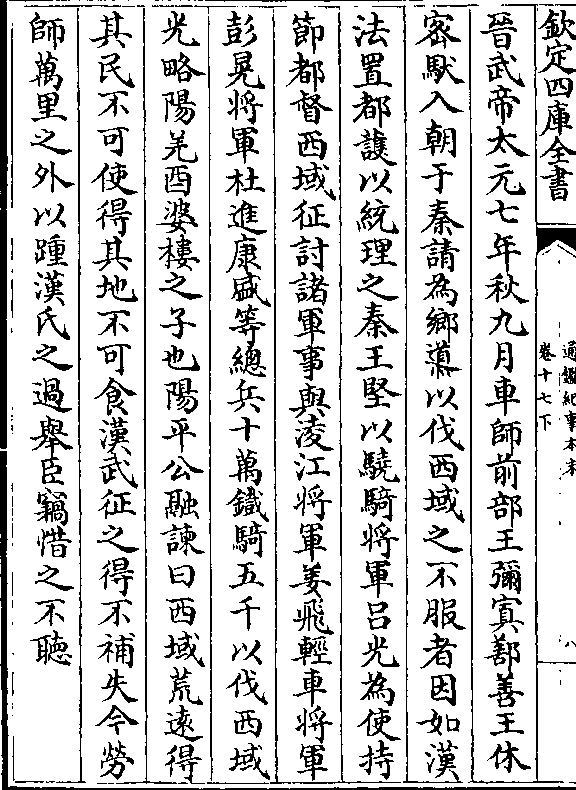 欽定四庫全書
通鑑紀事本末
卷十七下
八
晉武帝太元七年秋九月車師前部王彌寘鄯善王休
密馱入朝于秦請為鄉導以伐西域之不服者因如漢
法置都護以統理之秦王堅以驍騎將軍呂光為使持
節都督西域征討諸軍事與淩江將軍姜飛輕車將軍
彭晃將軍杜進康盛等總兵十萬鐵騎五千以伐西域
光略陽羌酉婆樓之子也陽平公融諫曰西域荒遠得
其民不可使得其地不可食漢武征之得不補失今勞
師萬里之外以踵漢氏之過舉臣竊惜之不聽